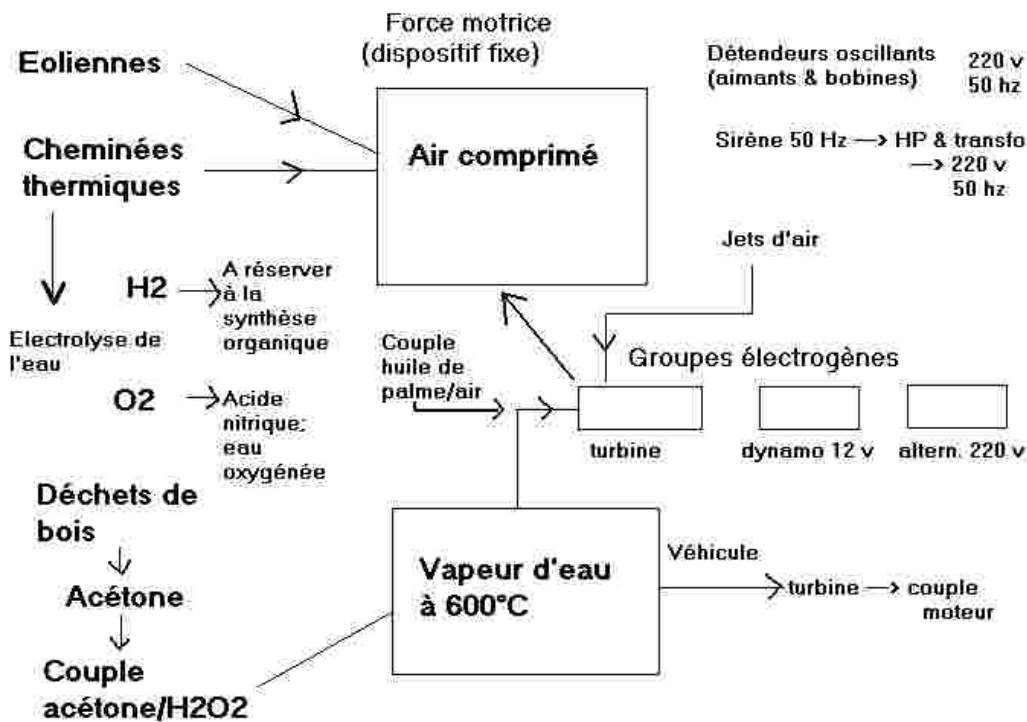 Force motrice
(dispositif fixe)
Eoliennes
Détendeurs oscillants
(aimants & bobines)
220 v
50 hz
Cheminées
thermiques
Air comprimé
Sirène 50 Hz
HP & transfo
220 v
50 hz
Jets d'air
H2
A réserver
à la
synthèse
organique
Electrolyse de
l'eau
O2
Acide
nitrique;
eau
oxygénée
Couple
huile de
palme/air
Groupes électrogènes
turbine
dynamo 12 v
altern. 220 v
Déchets de
bois
Acétone
Couple
acétone/H2O2
Vapeur d'eau
à 600°C
Véhicule
turbine
couple
moteur